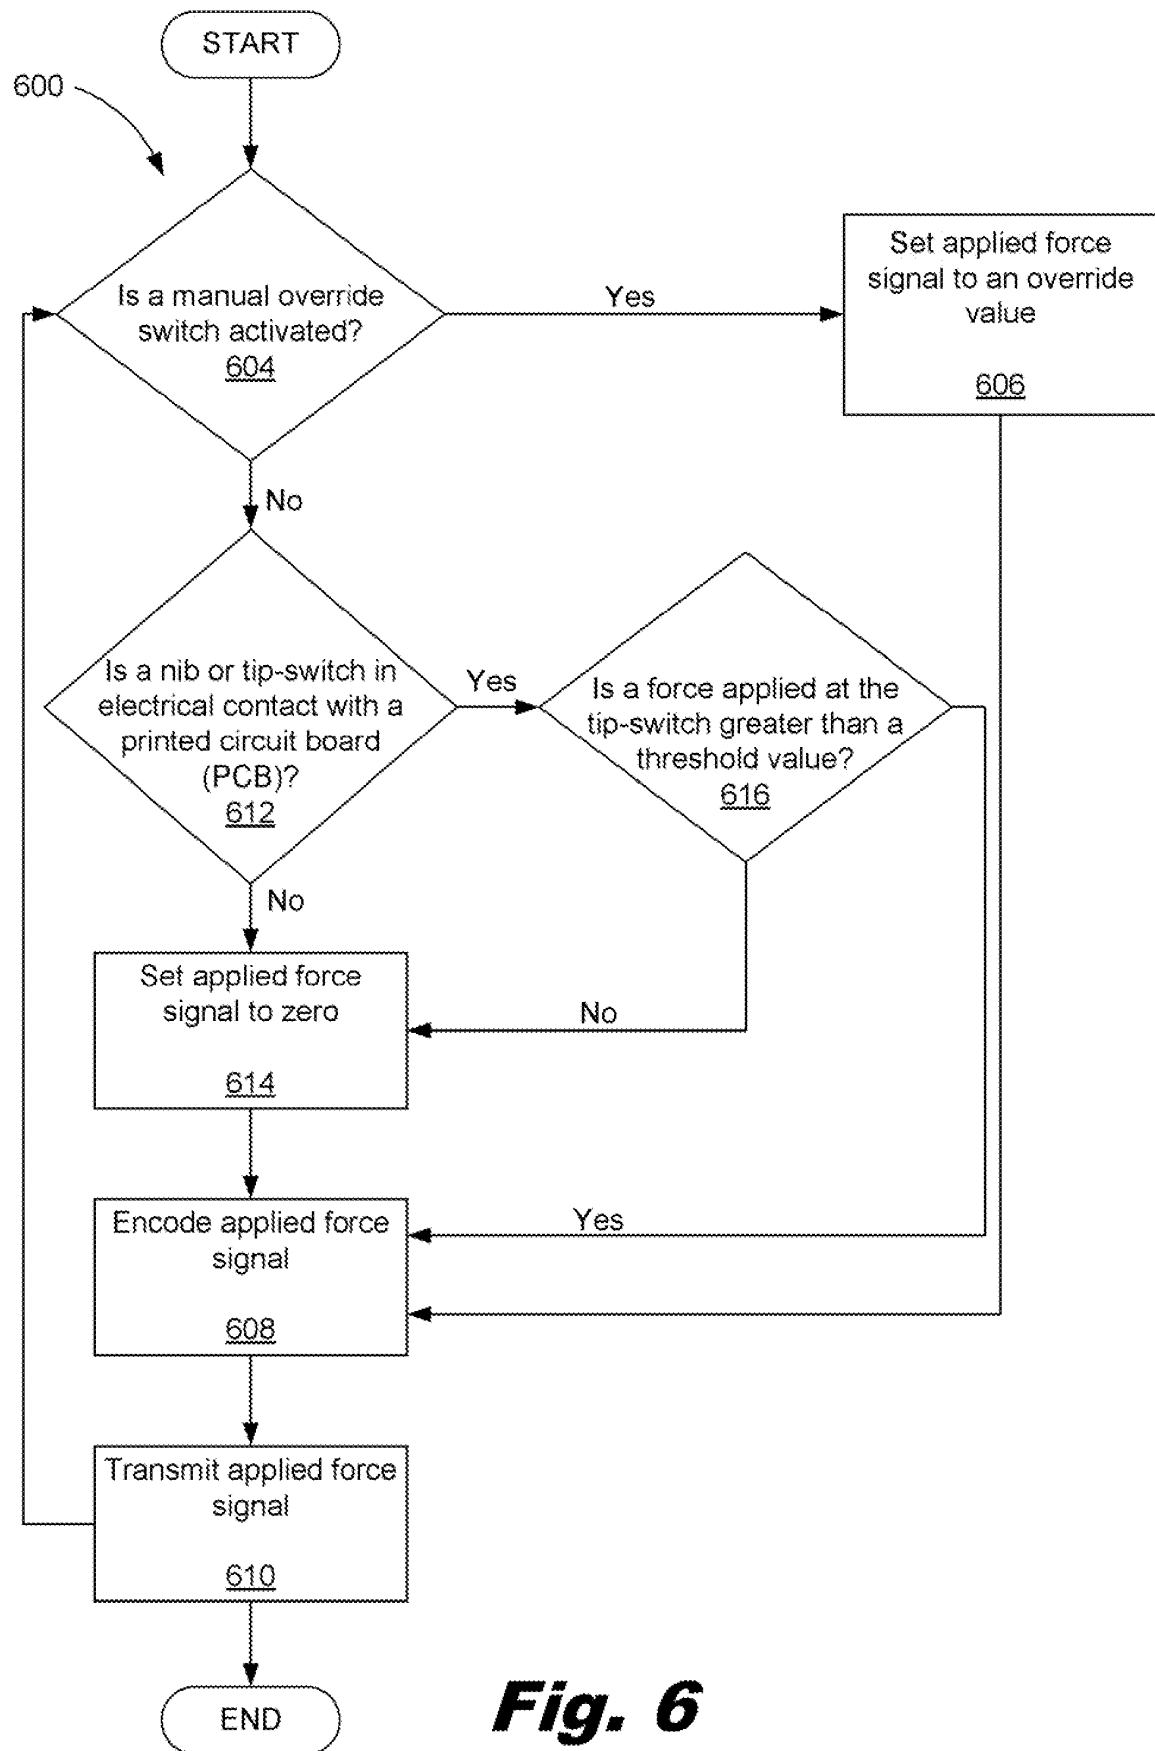 START
600
Is a manual override
switch activated?
604
Yes
Set applied force
signal to an override
value
606
No
Is a nib or tip-switch in
electrical contact with a
printed circuit board
(PCB)?
612
Yes
Is a force applied at the
tip-switch greater than a
threshold value?
616
No
Set applied force
signal to zero
614
No
Encode applied force
signal
608
Yes
Transmit applied force
signal
610
END
Fig. 6